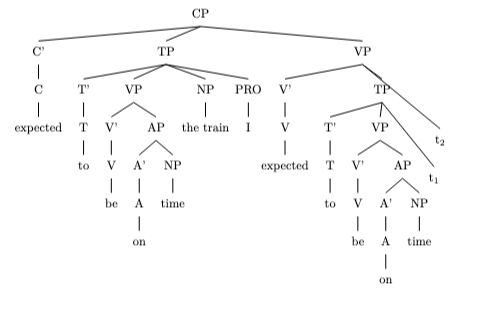 CP
C' TP VP
C T' VP NP PRO V' TP
expected T V' A​P the train I V T' VP t2
to V A' NP expected T V' AP t1
be A time to V A' NP
on be A time
on